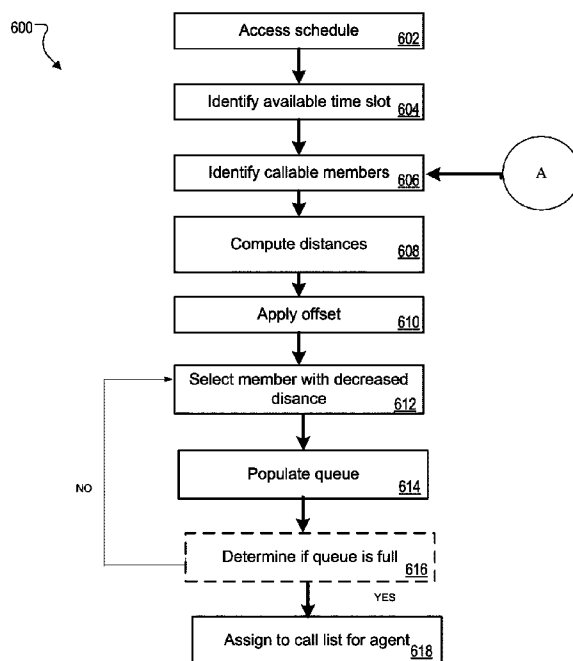 600
Access schedule
602
Identify available time slot
604
Identify callable members
606
A
Compute distances
608
Apply offset
610
Select member with decreased
disance
612
Populate queue
614
NO
Determine if queue is full
616
YES
Assign to call list for agent
618